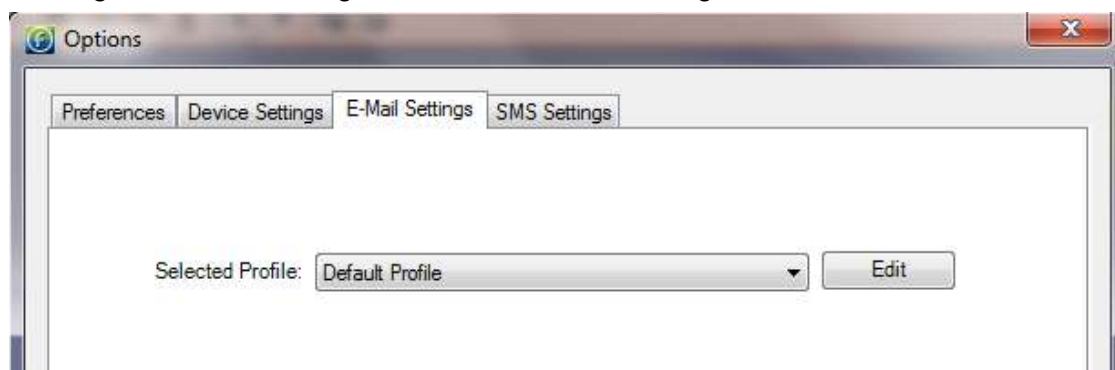 Options
Preferences Device Settings E-Mail Settings SMS Settings
Selected Profile: Default Profile Edit